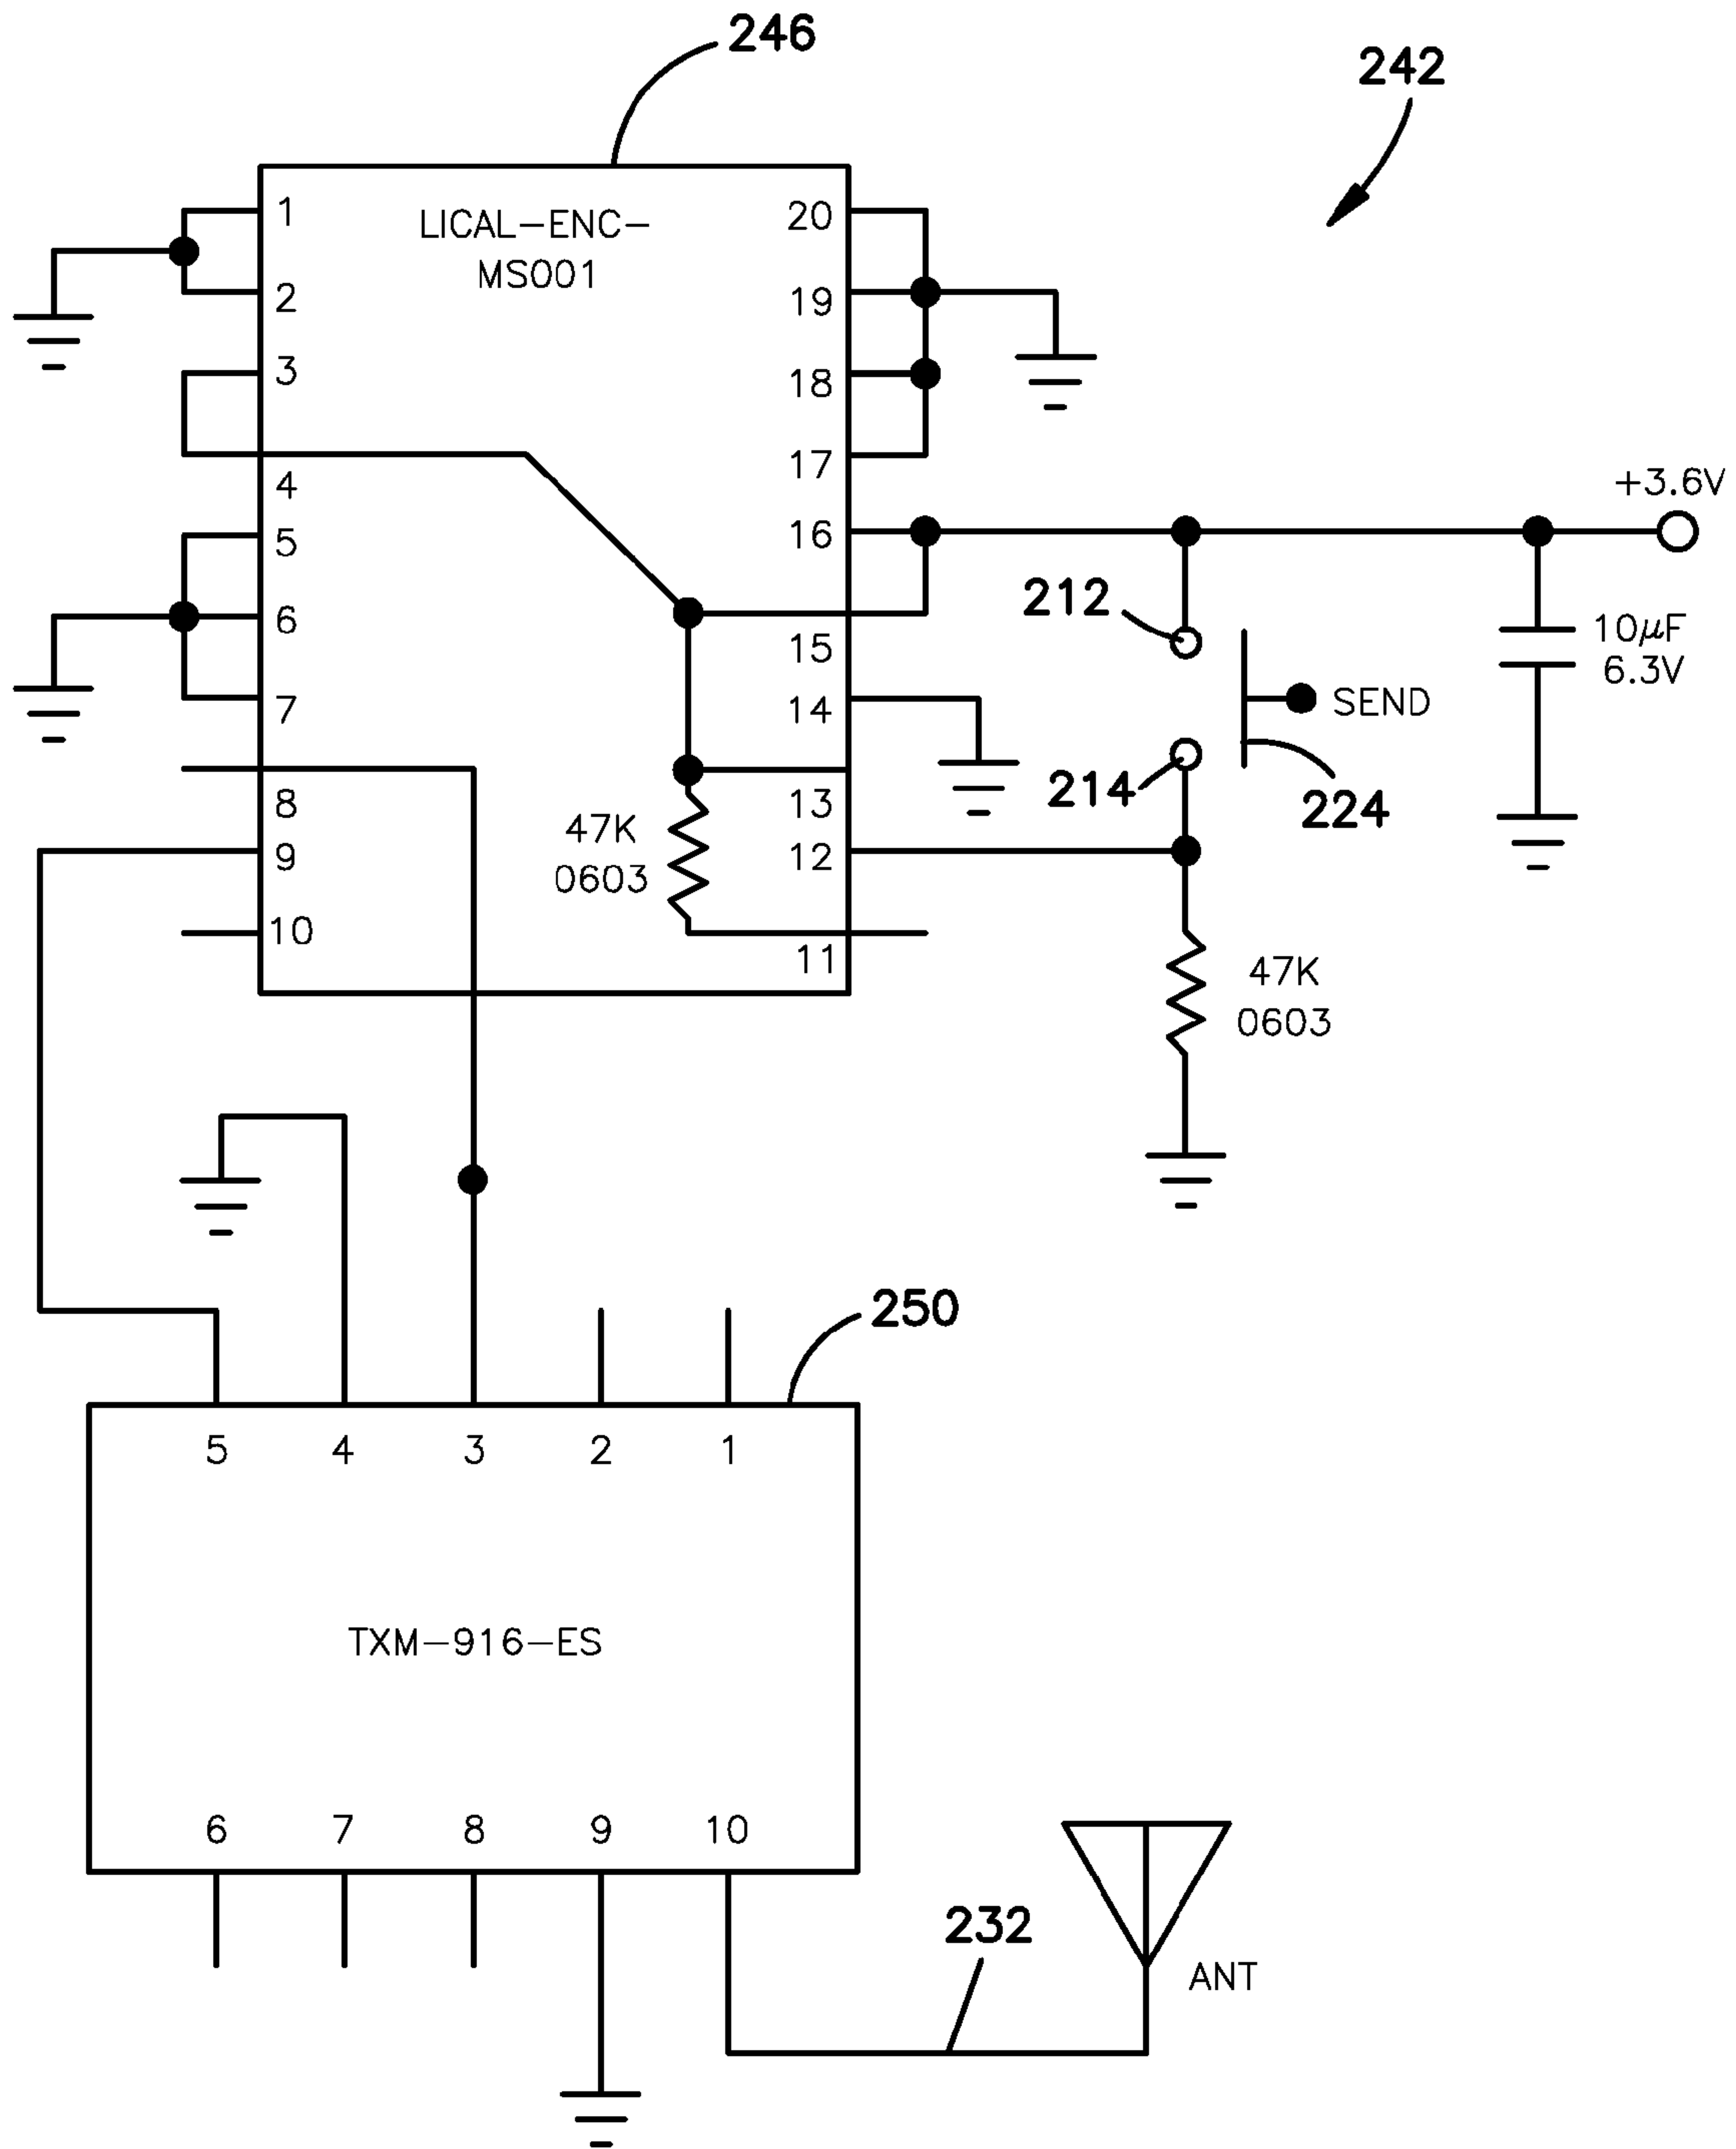 246
242
LICAL-ENC-
MS001
1
2
3
4
5
6
7
8
9
10
20
19
18
17
16
15
14
13
12
11
47K
0603
+3.6V
212
214
SEND
224
10µF
6.3V
47K
0603
250
5 4 3 2 1
TXM-916-ES
6 7 8 9 10
232
ANT